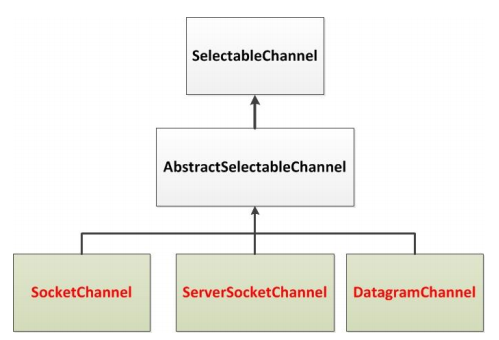 SelectableChannel
AbstractSelectableChannel
SocketChannel
ServerSocketChannel
DatagramChannel